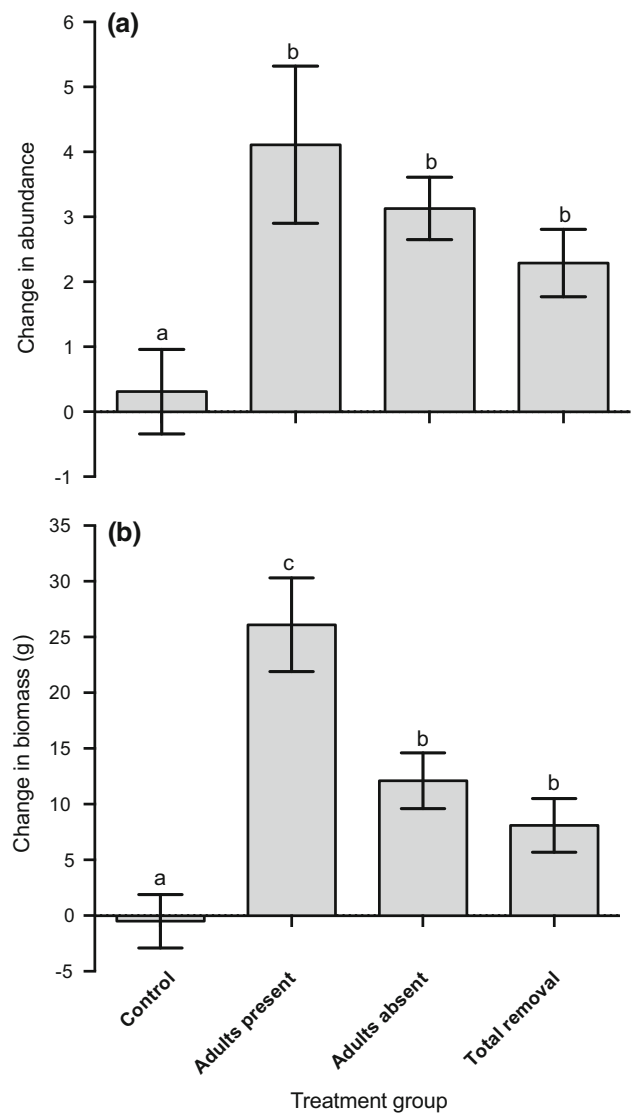 (a)
6
5
4
3
2
1
0
-1
Change in abundance
a
b
b
b
(b)
35
30
25
20
15
10
5
0
-5
Change in biomass (g)
a
c
b
b
Control
Adults present
Adults absent
Total removal
Treatment group